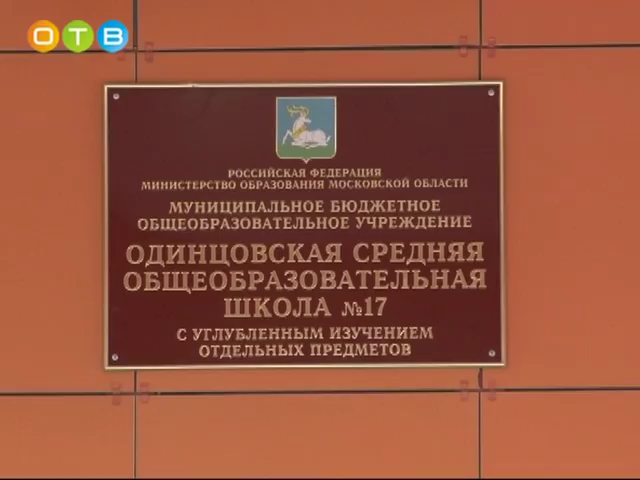 ОТВ
РОССИЙСКАЯ ФЕДЕРАЦИЯ
МИНИСТЕРСТВО ОБРАЗОВАНИЯ МОСКОВСКОЙ ОБЛАСТИ
МУНИЦИПАЛЬНОЕ БЮДЖЕТНОЕ
ОБЩЕОБРАЗОВАТЕЛЬНОЕ УЧРЕЖДЕНИЕ
ОДИНЦОВСКАЯ СРЕДНЯЯ
ОБЩЕОБРАЗОВАТЕЛЬНАЯ
ШКОЛА №17
С УГЛУБЛЕННЫМ ИЗУЧЕНИЕМ
ОТДЕЛЬНЫХ ПРЕДМЕТОВ